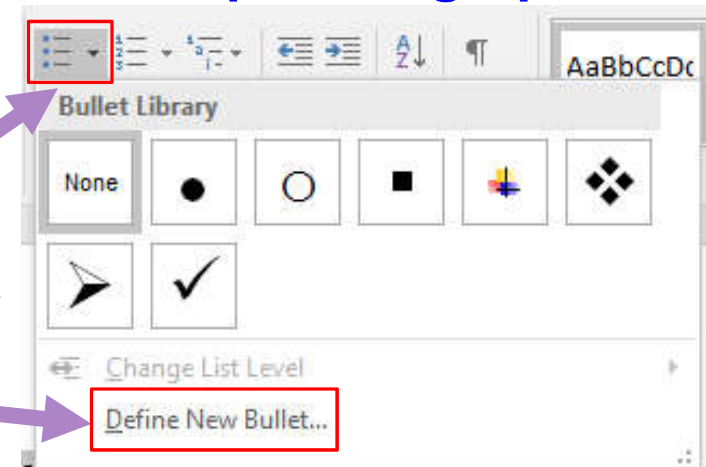 AaBbCcDc
Bullet Library
None
Change List Level
Define New Bullet...